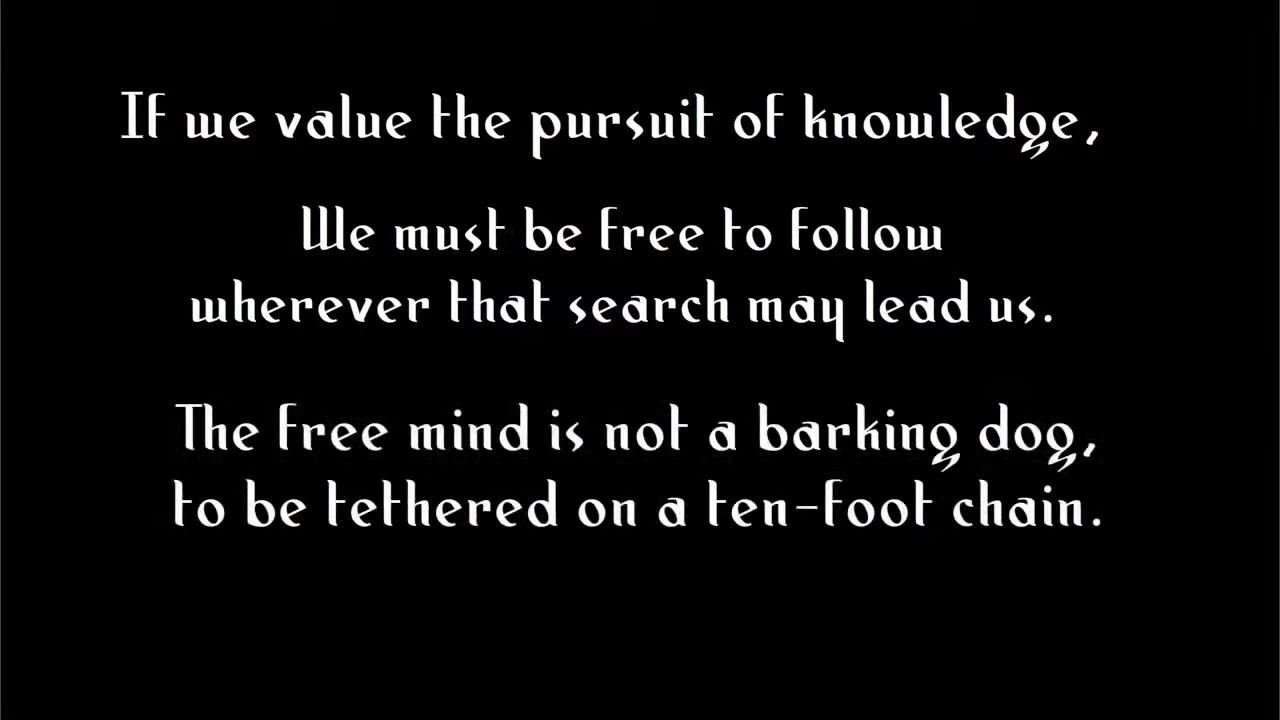 If we value the pursuit of knowledge,
We must be free to follow
wherever that search may lead us.
The free mind is not a barking dog,
to be tethered on a ten-foot chain.